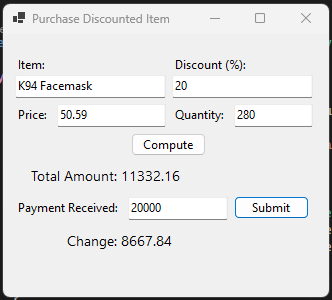 Purchase Discounted Item
Item: Discount (%):
K94 Facemask 20
Price: 50.59 Quantity: 280
Compute
Total Amount: 11332.16
Payment Received: 20000 Submit
Change: 8667.84